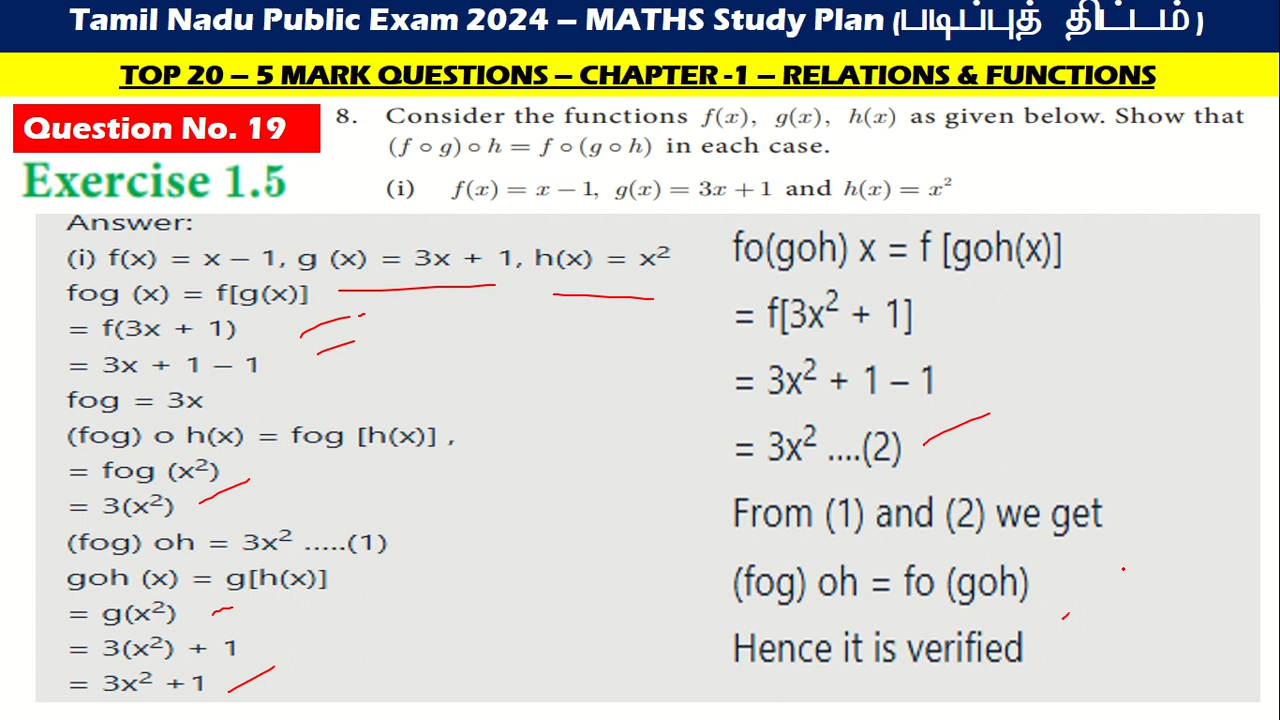 Tamil Nadu Public Exam 2024 – MATHS Study Plan (படிப்புத் திட்டம்)
TOP 20 – 5 MARK QUESTIONS – CHAPTER -1 – RELATIONS & FUNCTIONS
Question No. 19
Exercise 1.5
8. Consider the functions f(x), g(x), h(x) as given below. Show that
(f ∘ g) ∘ h = f ∘ (g ∘ h) in each case.
(i) f(x) = x − 1, g(x) = 3x + 1 and h(x) = x²
Answer:
(i) f(x) = x – 1, g (x) = 3x + 1, h(x) = x²
fog (x) = f[g(x)]
= f(3x + 1)
= 3x + 1 – 1
fog = 3x
(fog) o h(x) = fog [h(x)] ,
= fog (x²)
= 3(x²)
(fog) oh = 3x² .....(1)
goh (x) = g[h(x)]
= g(x²)
= 3(x²) + 1
= 3x² +1
fo(goh) x = f [goh(x)]
= f[3x² + 1]
= 3x² + 1 – 1
= 3x² ....(2)
From (1) and (2) we get
(fog) oh = fo (goh)
Hence it is verified